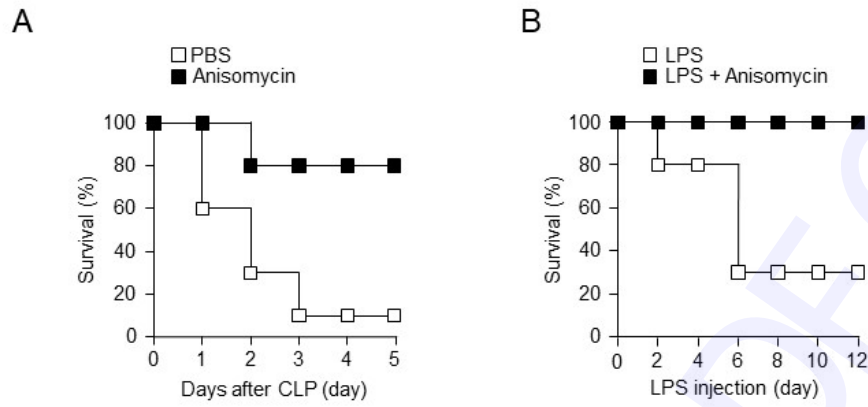 A
PBS
Anisomycin
Survival (%)
100
80
60
40
20
0
0 1 2 3 4 5
Days after CLP (day)
B
LPS
LPS + Anisomycin
Survival (%)
100
80
60
40
20
0
0 2 4 6 8 10 12
LPS injection (day)